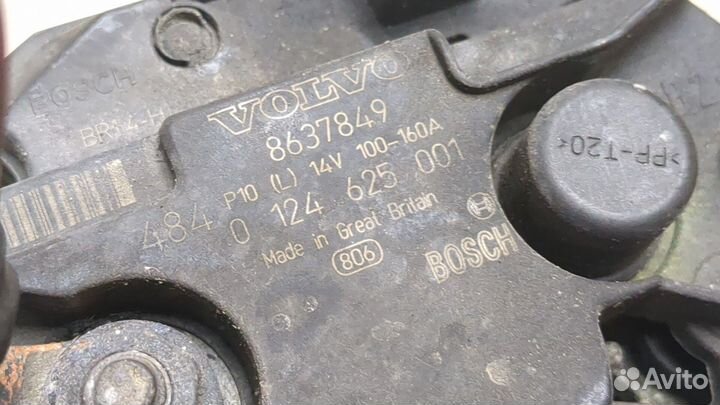 BOSCH
VOLVO
8637849
P10 (L) 14V 100-160A
484 0 124 625 001
Made in Great Britain
806
BOSCH
>PP-T20<
Avito